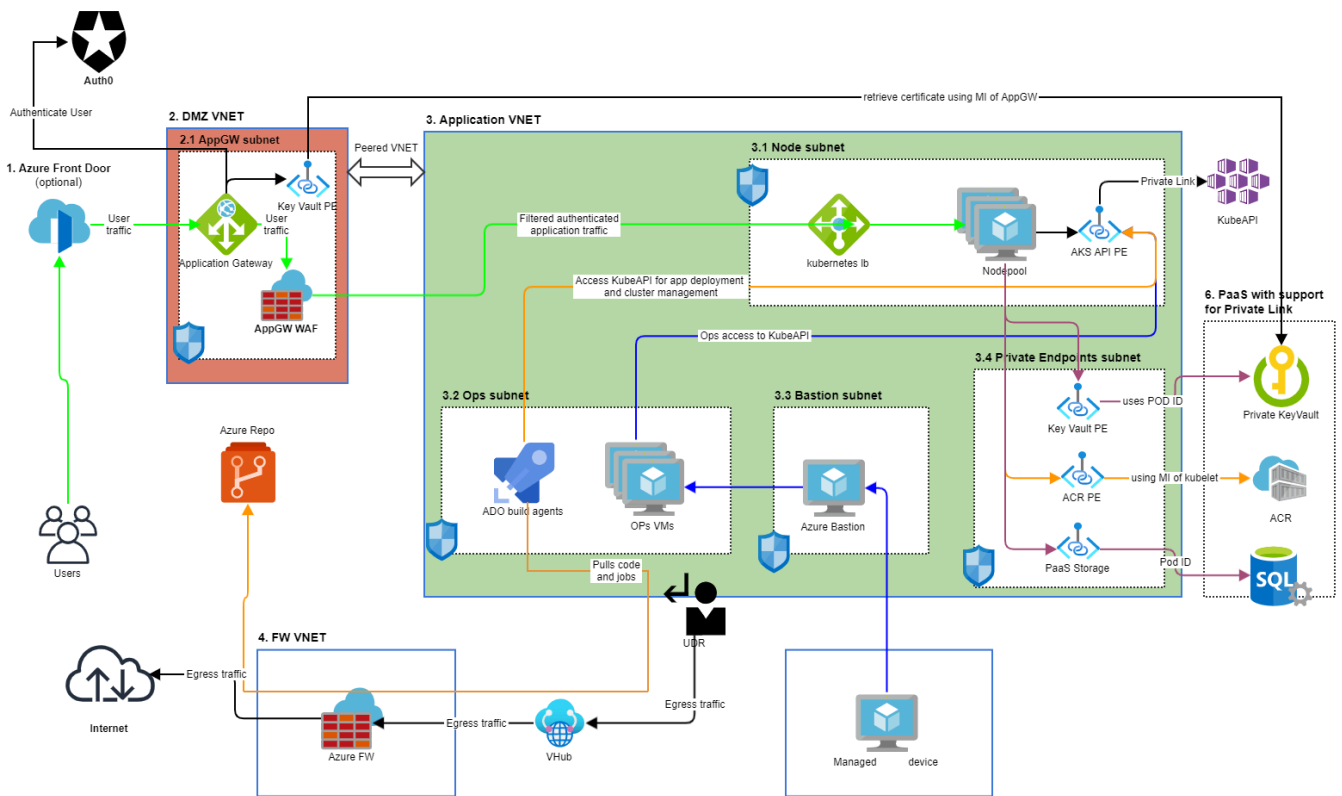 Auth0
Authenticate User
retrieve certificate using MI of AppGW
2. DMZ VNET
3. Application VNET
2.1 AppGW subnet
Peered VNET
3.1 Node subnet
1. Azure Front Door
(optional)
Key Vault PE
Private Link
KubeAPI
User
traffic
User
traffic
Filtered authenticated
application traffic
Application Gateway
kubernetes lb
Nodepool
AKS API PE
Access KubeAPI for app deployment
and cluster management
6. PaaS with support
for Private Link
AppGW WAF
Ops access to KubeAPI
3.4 Private Endpoints subnet
3.2 Ops subnet
3.3 Bastion subnet
Azure Repo
Key Vault PE
uses POD ID
Private KeyVault
ADO build agents
OPs VMs
Azure Bastion
ACR PE
using MI of kubelet
ACR
Users
Pulls code
and jobs
PaaS Storage
Pod ID
SQL
UDR
4. FW VNET
Egress traffic
Internet
Egress traffic
Egress traffic
Azure FW
VHub
Managed device